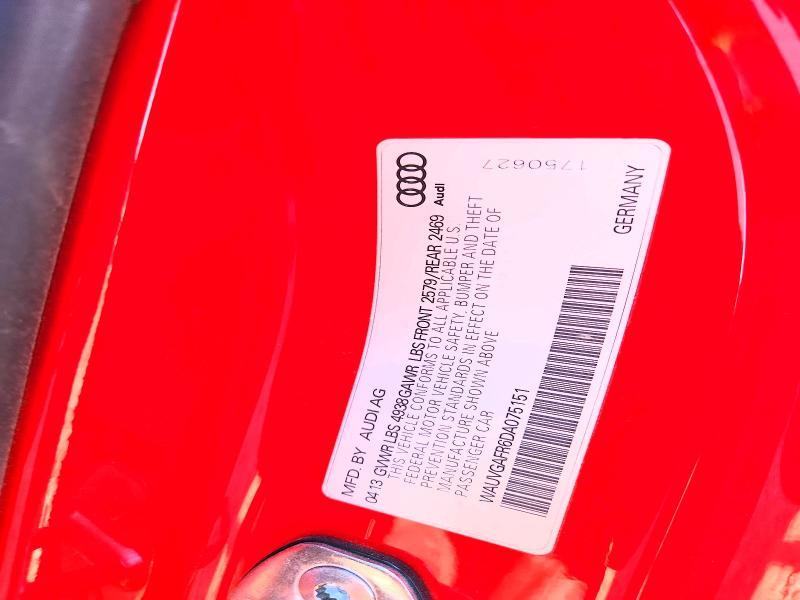 Audi
1750627
MFD. BY AUDI AG
0413 GVWR LBS 4938 GAWR LBS FRONT 2579/REAR 2469
THIS VEHICLE CONFORMS TO ALL APPLICABLE U.S.
FEDERAL MOTOR VEHICLE SAFETY, BUMPER AND THEFT
PREVENTION STANDARDS IN EFFECT ON THE DATE OF
MANUFACTURE SHOWN ABOVE
PASSENGER CAR
WAUVGAFR6DA075151
GERMANY